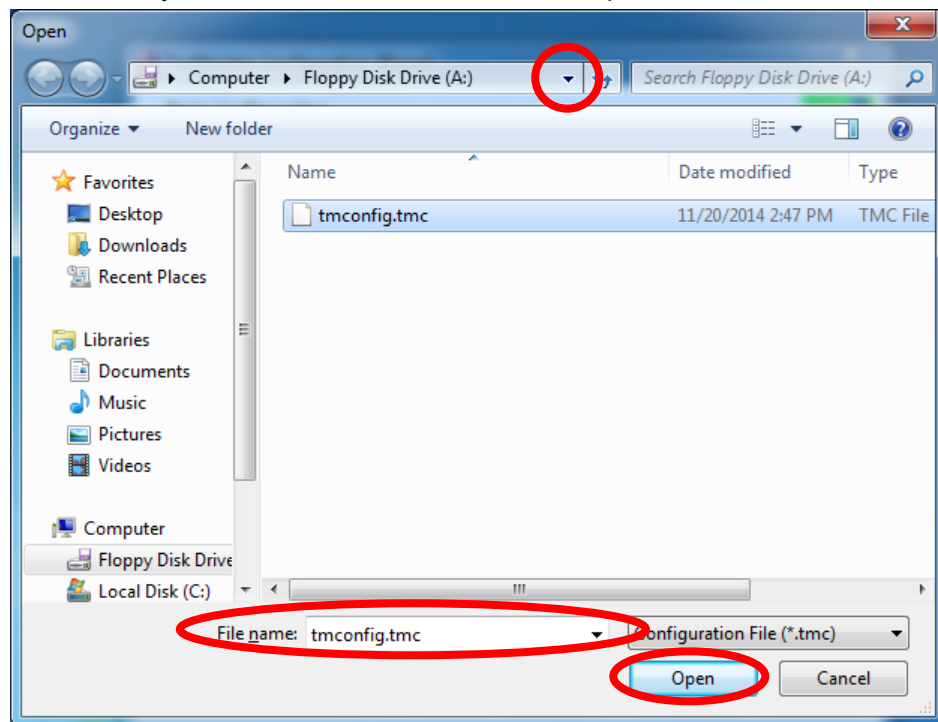 Open
Computer Floppy Disk Drive (A:) Search Floppy Disk Drive (A:)
Organize New folder
Name Date modified Type
Favorites
Desktop
Downloads
Recent Places
Libraries
Documents
Music
Pictures
Videos
Computer
Floppy Disk Drive
Local Disk (C:)
tmconfig.tmc 11/20/2014 2:47 PM TMC File
File name: tmconfig.tmc Configuration File (*.tmc)
Open Cancel